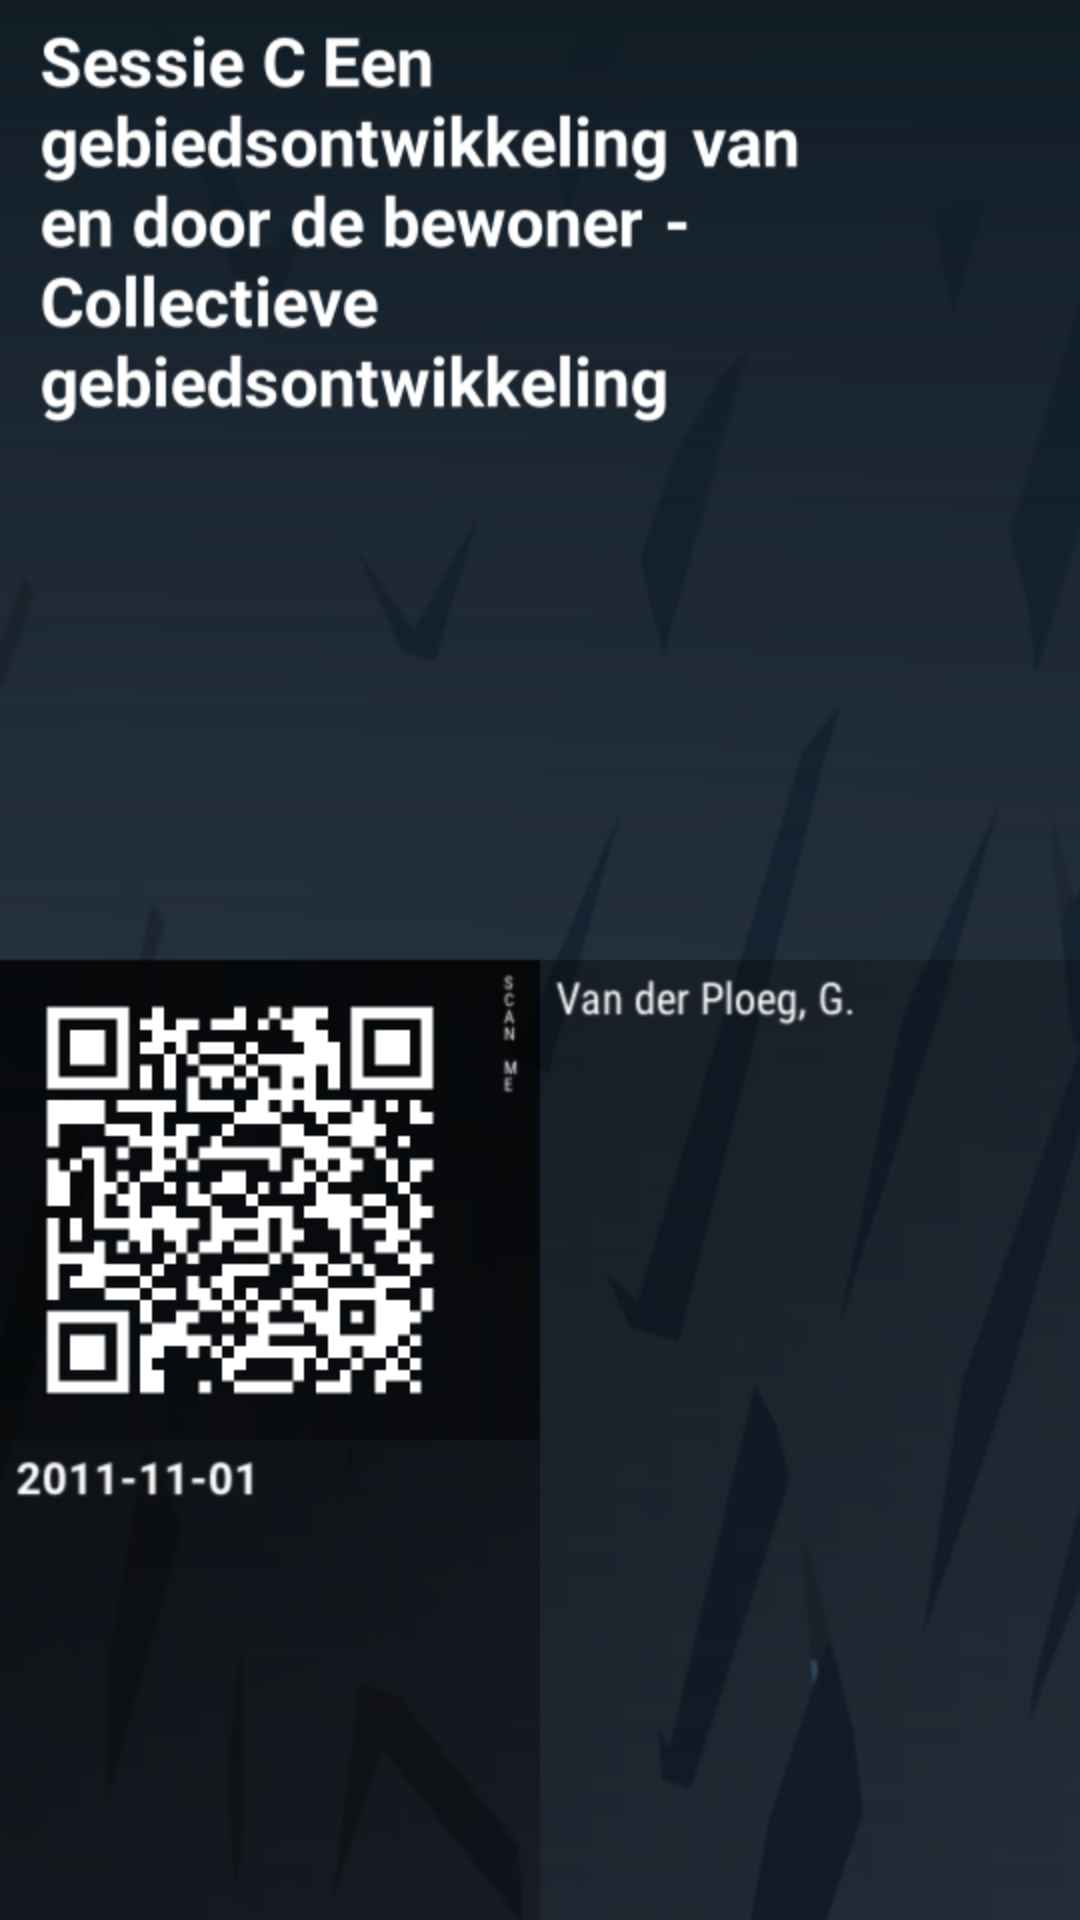 Sessie C Een
gebiedsontwikkeling van
en door de bewoner -
Collectieve
gebiedsontwikkeling
SCAN ME
Van der Ploeg, G.
2011-11-01